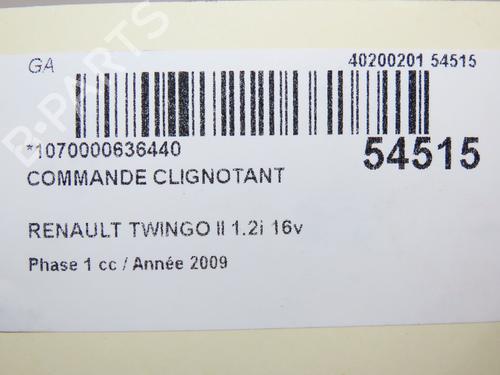 GA
40200201 54515
*1070000636440
54515
COMMANDE CLIGNOTANT
RENAULT TWINGO II 1.2i 16v
Phase 1 cc / Année 2009
B-PARTS